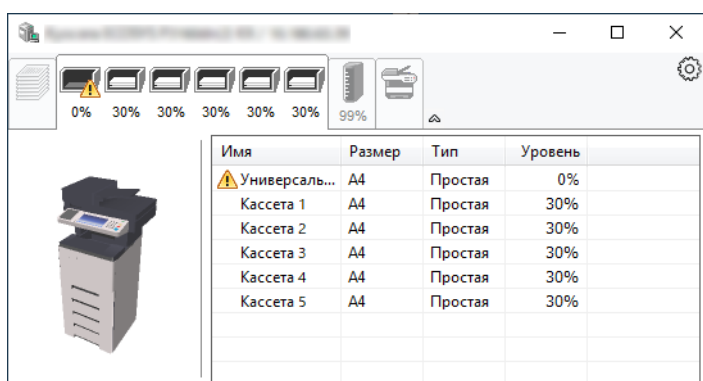 0% 30% 30% 30% 30% 30% 99%
Имя Размер Тип Уровень
Универсаль... A4 Простая 0%
Кассета 1 A4 Простая 30%
Кассета 2 A4 Простая 30%
Кассета 3 A4 Простая 30%
Кассета 4 A4 Простая 30%
Кассета 5 A4 Простая 30%